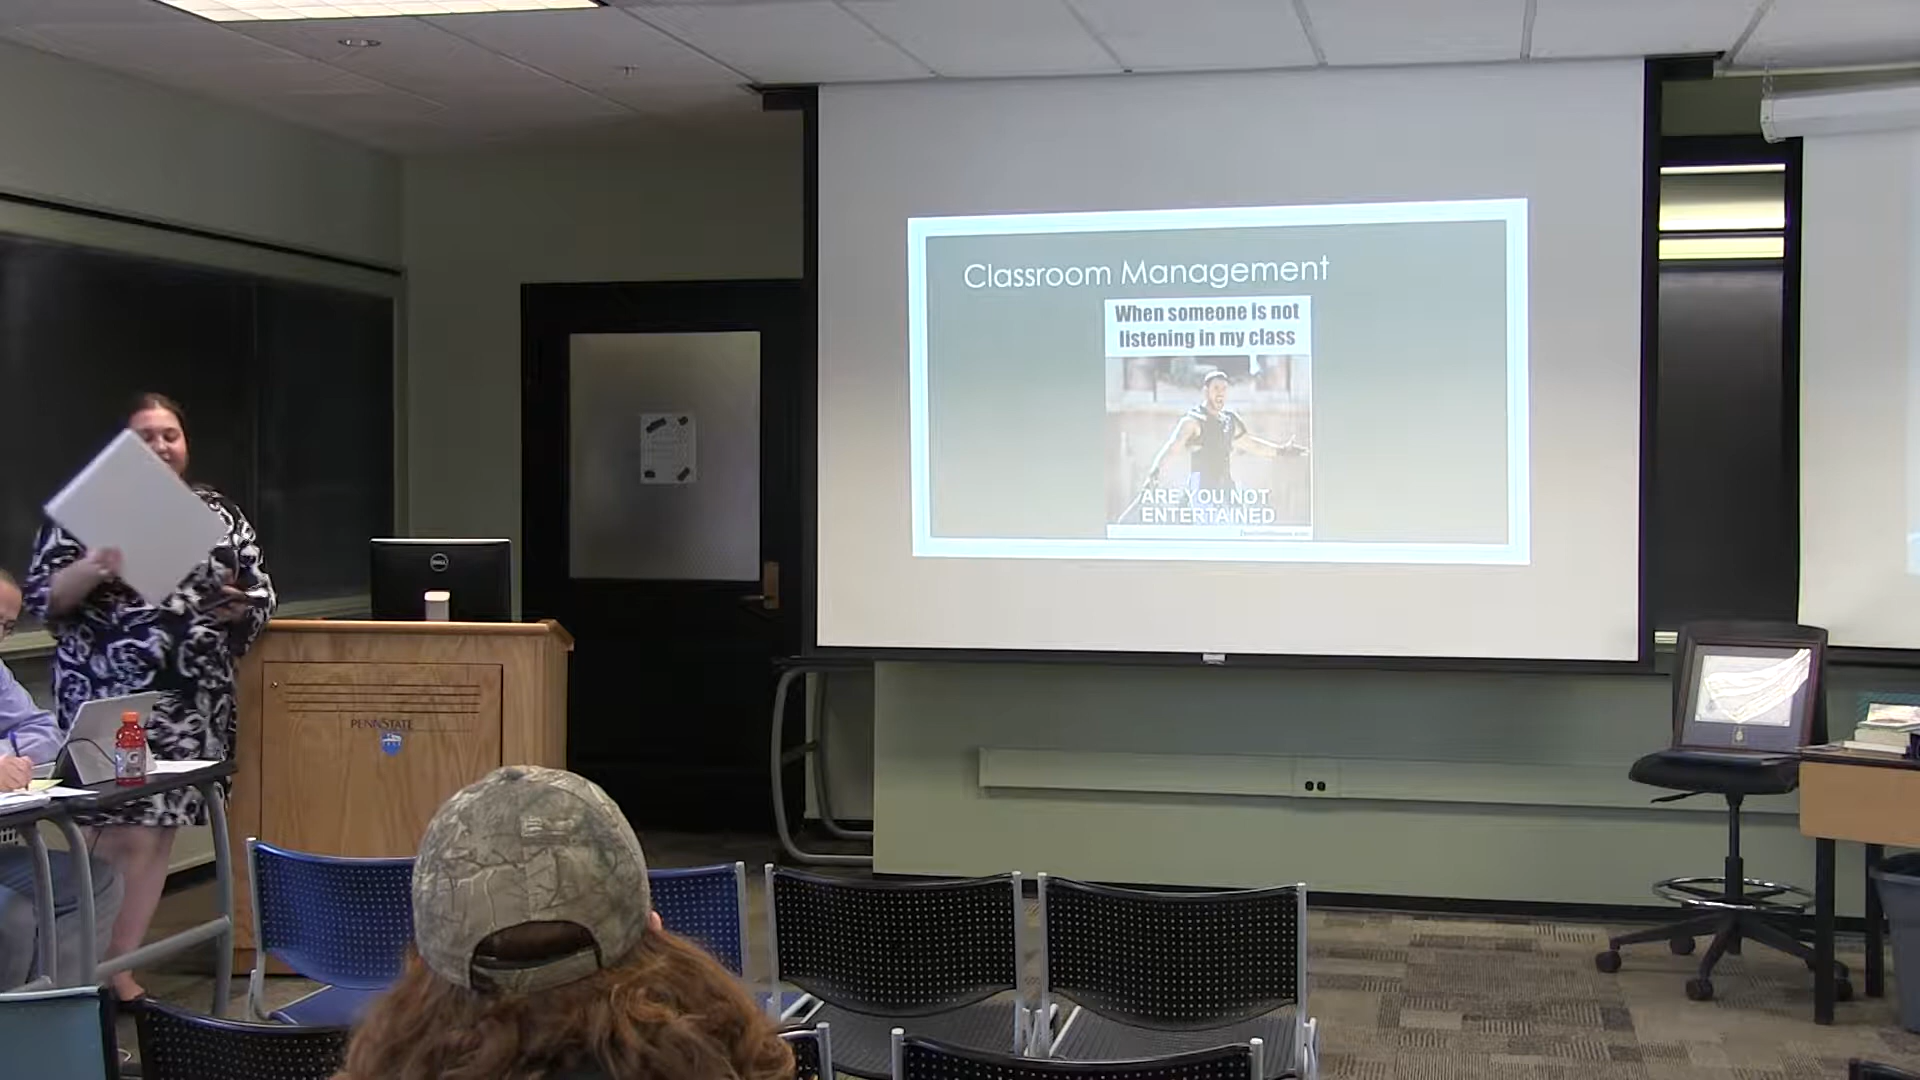 Classroom Management
When someone is not
listening in my class
ARE YOU NOT
ENTERTAINED
DELL
PENNSTATE
G